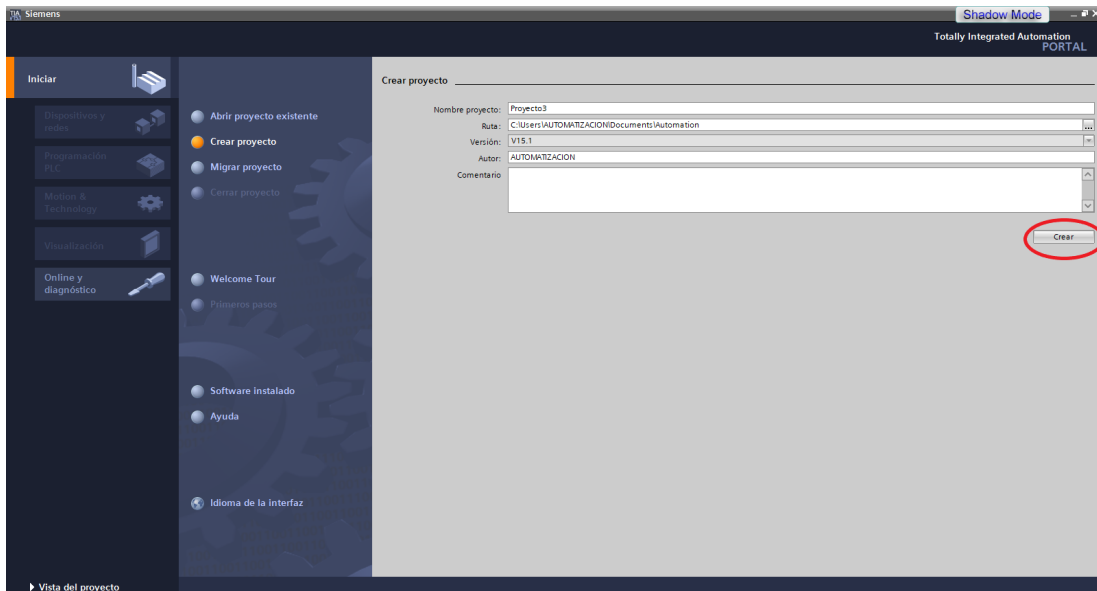 Siemens
Shadow Mode
Totally Integrated Automation
PORTAL
Iniciar
Dispositivos y
redes
Programación
PLC
Motion &
Technology
Visualización
Online y
diagnóstico
Abrir proyecto existente
Crear proyecto
Migrar proyecto
Cerrar proyecto
Welcome Tour
Primeros pasos
Software instalado
Ayuda
Idioma de la interfaz
Crear proyecto
Nombre proyecto: Proyecto3
Ruta: C:\Users\AUTOMATIZACION\Documents\Automation
...
Versión: V15.1
Autor: AUTOMATIZACION
Comentario
Crear
Vista del proyecto